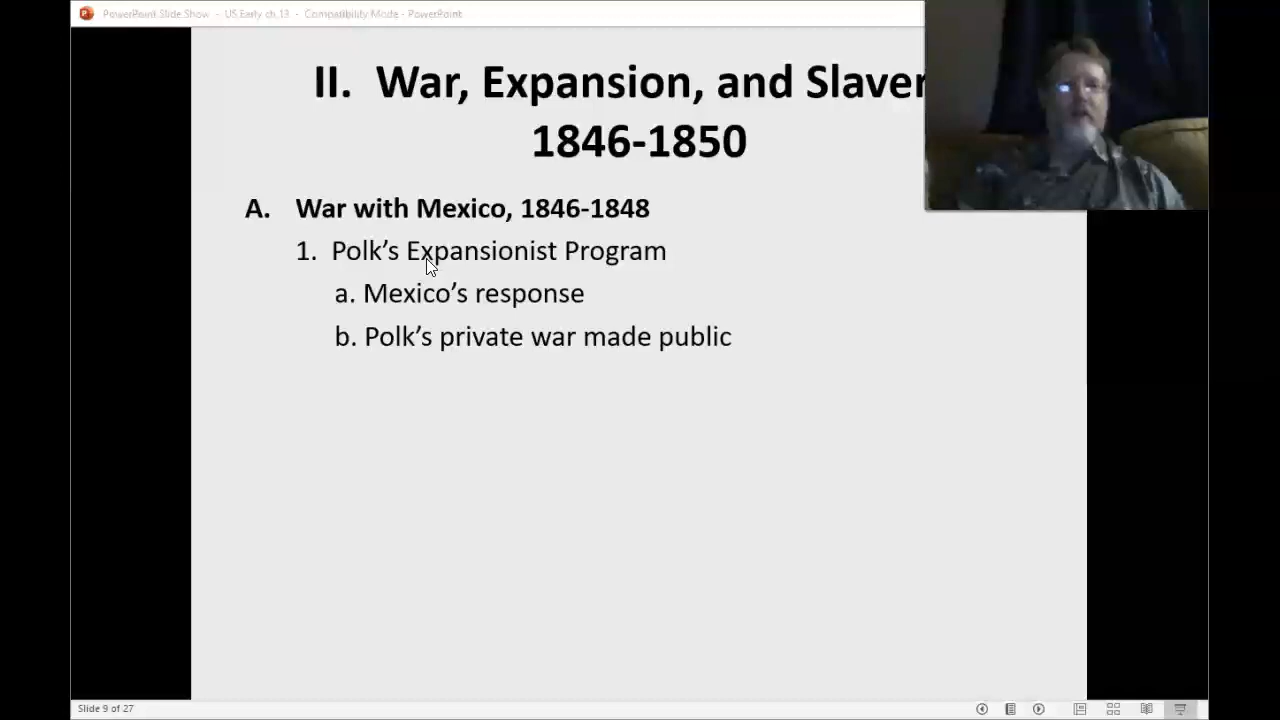 PowerPoint Slide Show - US Early ch 13 - Compatibility Mode - PowerPoint
II. War, Expansion, and Slaver
1846-1850
A. War with Mexico, 1846-1848
1. Polk’s Expansionist Program
a. Mexico’s response
b. Polk’s private war made public
Slide 9 of 27